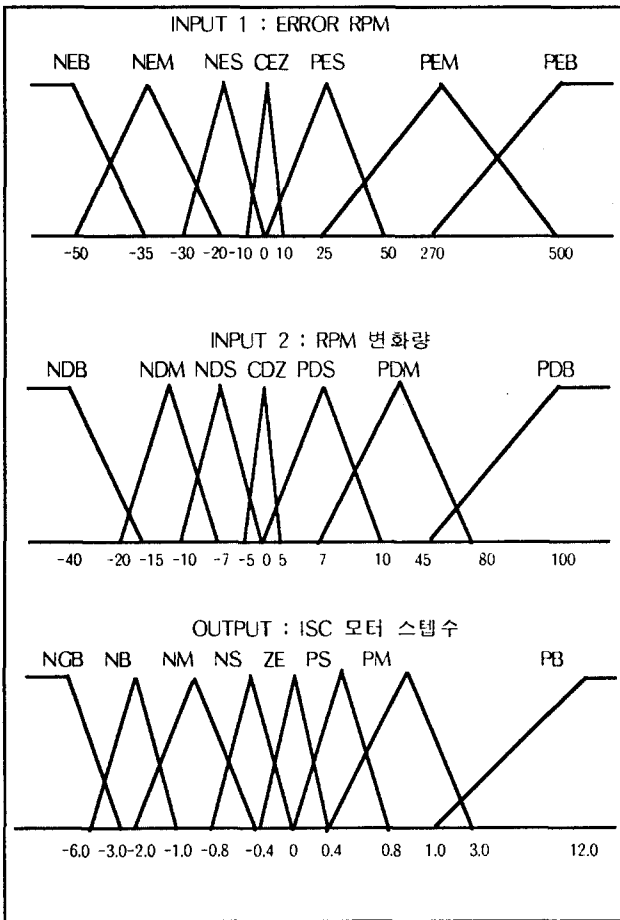 INPUT 1 : ERROR RPM
NEB NEM NES CEZ PES PEM PEB
-50 -35 -30 -20 -10 0 10 25 50 270 500
INPUT 2 : RPM 변화량
NDB NDM NDS CDZ PDS PDM PDB
-40 -20 -15 -10 -7 -5 0 5 7 10 45 80 100
OUTPUT : ISC 모터 스텝수
NGB NB NM NS ZE PS PM PB
-6.0 -3.0 -2.0 -1.0 -0.8 -0.4 0 0.4 0.8 1.0 3.0 12.0